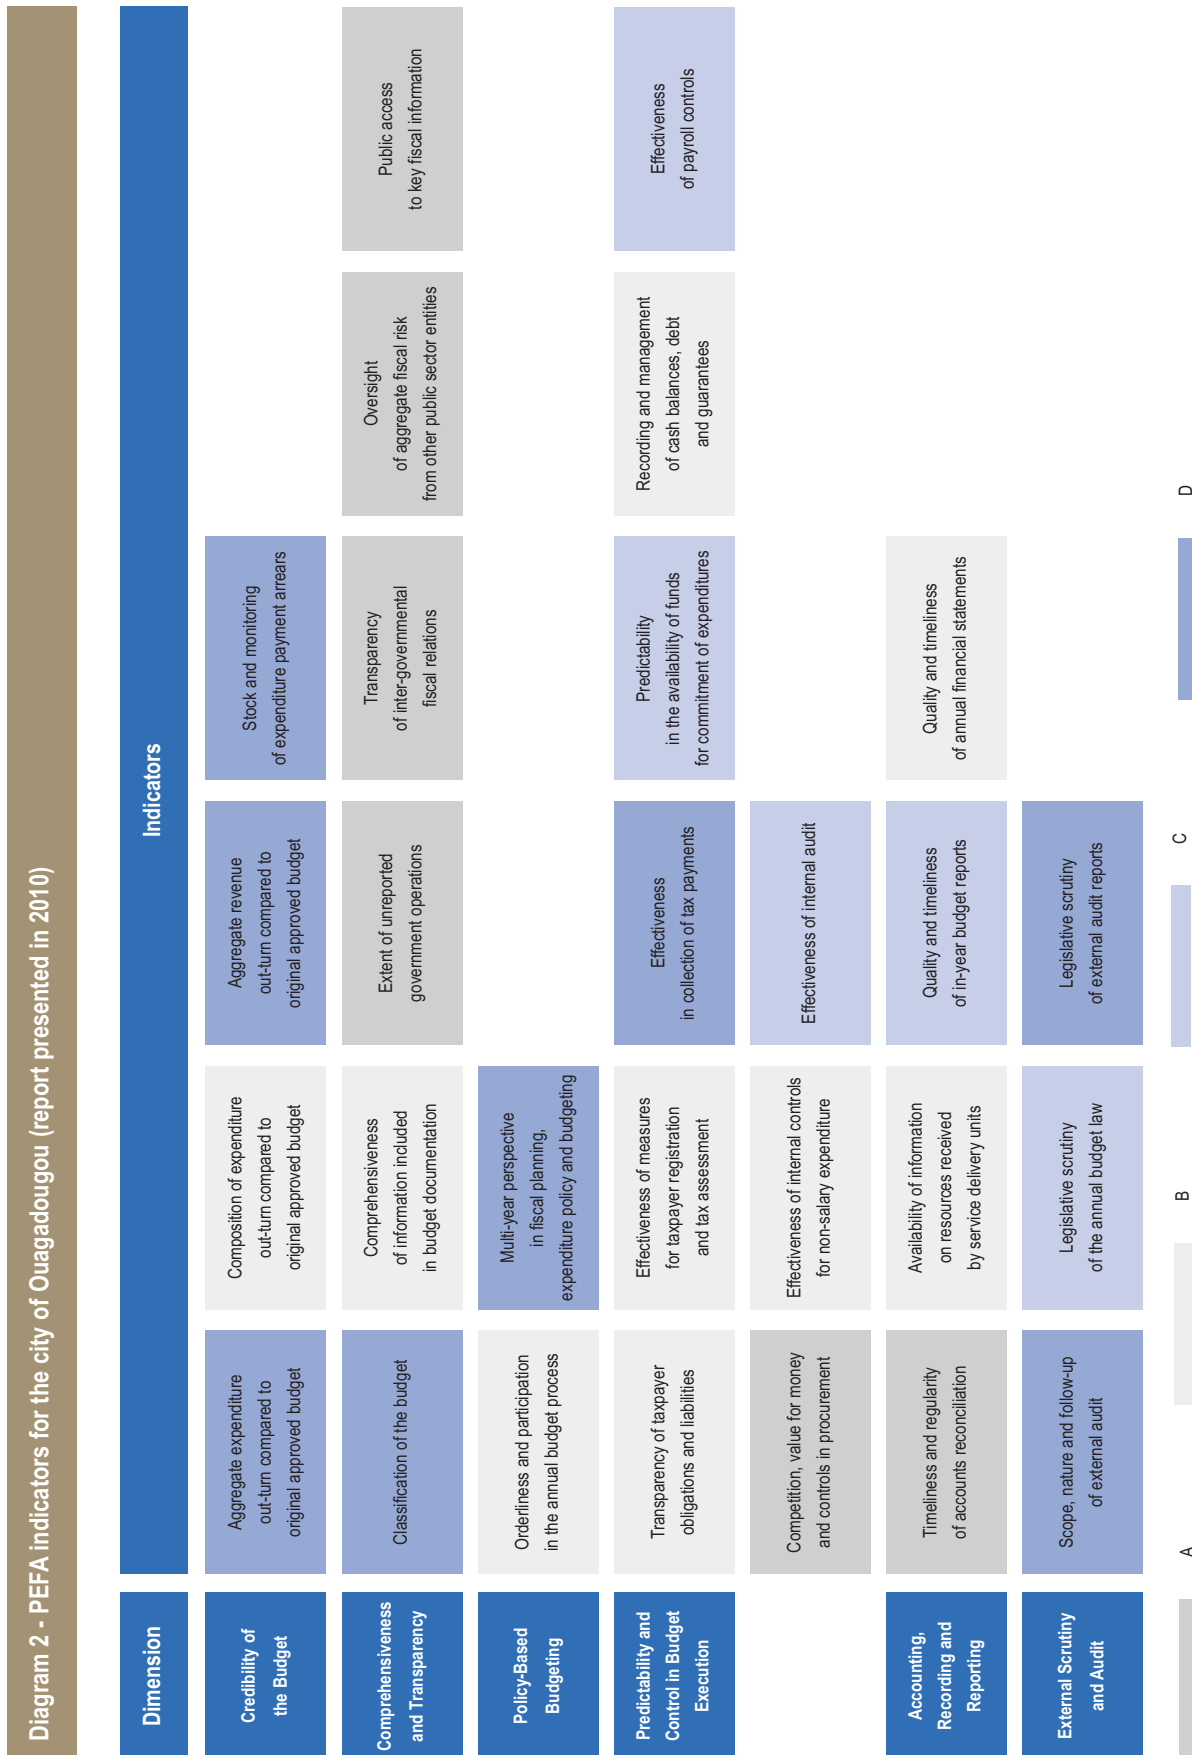 Diagram 2 - PEFA indicators for the city of Ouagadougou (report presented in 2010)
Dimension
Indicators
Credibility of
the Budget
Aggregate expenditure
out-turn compared to
original approved budget
Composition of expenditure
out-turn compared to
original approved budget
Aggregate revenue
out-turn compared to
original approved budget
Stock and monitoring
of expenditure payment arrears
Comprehensiveness
and Transparency
Classification of the budget
Comprehensiveness
of information included
in budget documentation
Extent of unreported
government operations
Transparency
of inter-governmental
fiscal relations
Oversight
of aggregate fiscal risk
from other public sector entities
Public access
to key fiscal information
Policy-Based
Budgeting
Orderliness and participation
in the annual budget process
Multi-year perspective
in fiscal planning,
expenditure policy and budgeting
Predictability and
Control in Budget
Execution
Transparency of taxpayer
obligations and liabilities
Effectiveness of measures
for taxpayer registration
and tax assessment
Effectiveness
in collection of tax payments
Predictability
in the availability of funds
for commitment of expenditures
Recording and management
of cash balances, debt
and guarantees
Effectiveness
of payroll controls
Competition, value for money
and controls in procurement
Effectiveness of internal controls
for non-salary expenditure
Effectiveness of internal audit
Accounting,
Recording and
Reporting
Timeliness and regularity
of accounts reconciliation
Availability of information
on resources received
by service delivery units
Quality and timeliness
of in-year budget reports
Quality and timeliness
of annual financial statements
External Scrutiny
and Audit
Scope, nature and follow-up
of external audit
Legislative scrutiny
of the annual budget law
Legislative scrutiny
of external audit reports
A
B
C
D